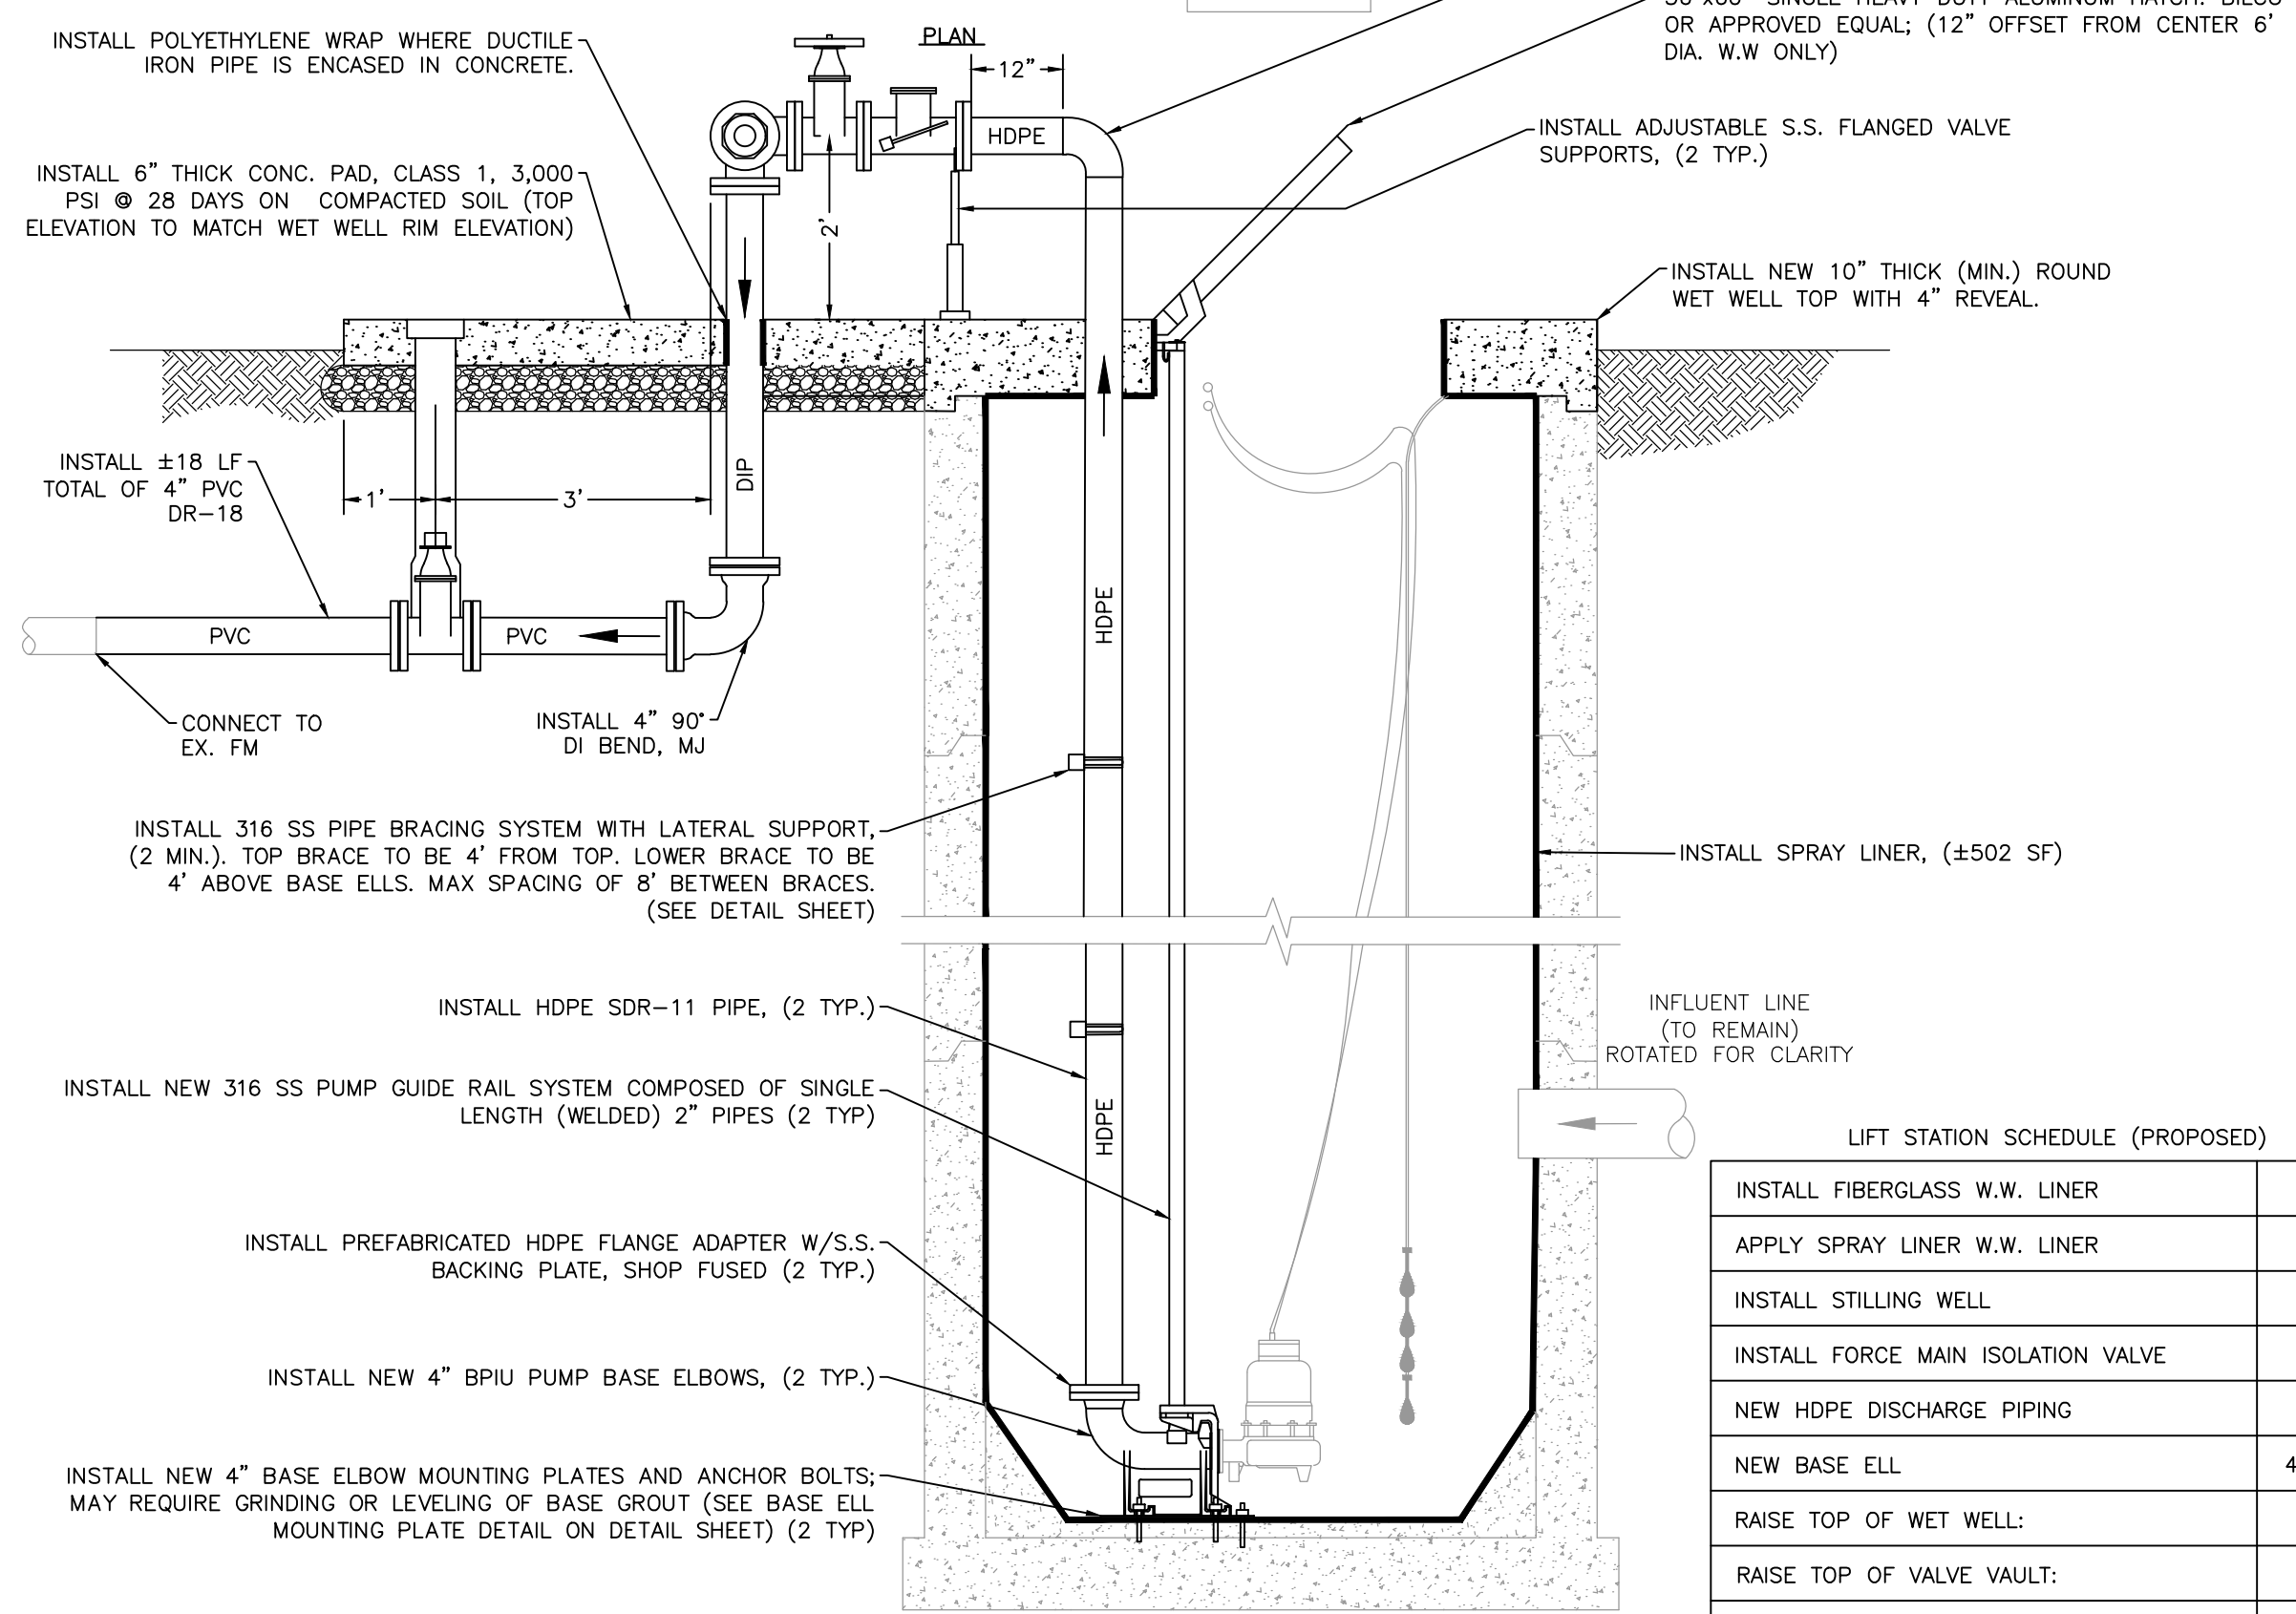 PLAN
INSTALL POLYETHYLENE WRAP WHERE DUCTILE
IRON PIPE IS ENCASED IN CONCRETE.
12"
HDPE
OR APPROVED EQUAL; (12" OFFSET FROM CENTER 6'
DIA. W.W ONLY)
INSTALL ADJUSTABLE S.S. FLANGED VALVE
SUPPORTS, (2 TYP.)
INSTALL 6" THICK CONC. PAD, CLASS 1, 3,000
PSI @ 28 DAYS ON COMPACTED SOIL (TOP
ELEVATION TO MATCH WET WELL RIM ELEVATION)
2'
INSTALL NEW 10" THICK (MIN.) ROUND
WET WELL TOP WITH 4" REVEAL.
INSTALL ±18 LF
TOTAL OF 4" PVC
DR-18
1'
3'
DIP
HDPE
PVC
PVC
CONNECT TO
EX. FM
INSTALL 4" 90°
DI BEND, MJ
INSTALL 316 SS PIPE BRACING SYSTEM WITH LATERAL SUPPORT,
(2 MIN.). TOP BRACE TO BE 4' FROM TOP. LOWER BRACE TO BE
4' ABOVE BASE ELLS. MAX SPACING OF 8' BETWEEN BRACES.
(SEE DETAIL SHEET)
INSTALL SPRAY LINER, (±502 SF)
INSTALL HDPE SDR-11 PIPE, (2 TYP.)
INFLUENT LINE
(TO REMAIN)
ROTATED FOR CLARITY
INSTALL NEW 316 SS PUMP GUIDE RAIL SYSTEM COMPOSED OF SINGLE
LENGTH (WELDED) 2" PIPES (2 TYP)
HDPE
INSTALL PREFABRICATED HDPE FLANGE ADAPTER W/S.S.
BACKING PLATE, SHOP FUSED (2 TYP.)
INSTALL NEW 4" BPIU PUMP BASE ELBOWS, (2 TYP.)
INSTALL NEW 4" BASE ELBOW MOUNTING PLATES AND ANCHOR BOLTS;
MAY REQUIRE GRINDING OR LEVELING OF BASE GROUT (SEE BASE ELL
MOUNTING PLATE DETAIL ON DETAIL SHEET) (2 TYP)
LIFT STATION SCHEDULE (PROPOSED)
INSTALL FIBERGLASS W.W. LINER
APPLY SPRAY LINER W.W. LINER
INSTALL STILLING WELL
INSTALL FORCE MAIN ISOLATION VALVE
NEW HDPE DISCHARGE PIPING
NEW BASE ELL 4
RAISE TOP OF WET WELL:
RAISE TOP OF VALVE VAULT: